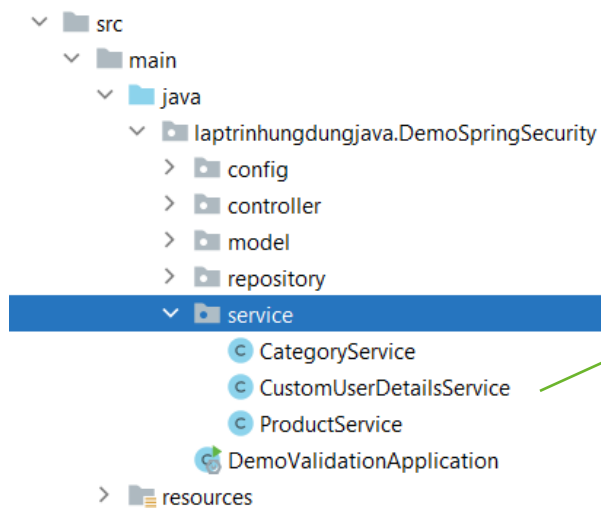 src
main
java
laptrinhungdungjava.DemoSpringSecurity
config
controller
model
repository
service
CategoryService
CustomUserDetailsService
ProductService
DemoValidationApplication
resources